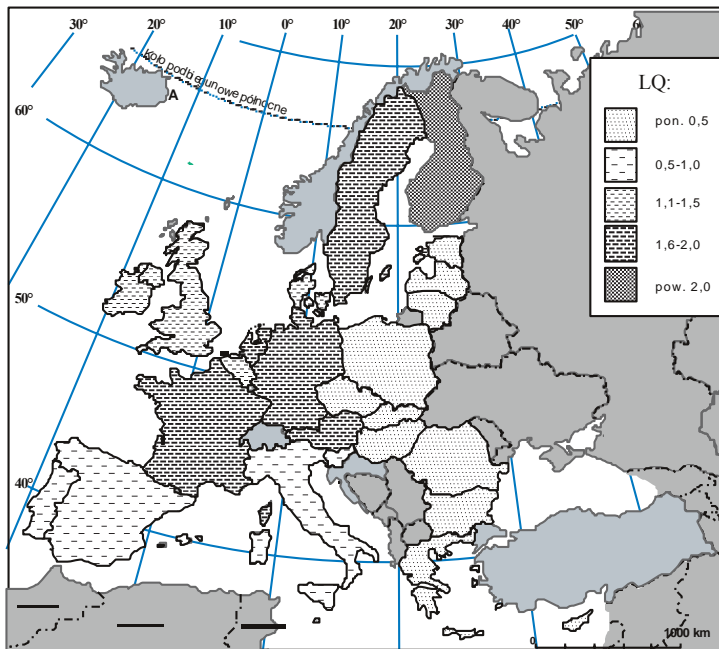 30° 20° 10° 0° 10° 20° 30° 40° 50° 6
Koło podbiegunowe północne
A
60°
50°
40°
LQ:
pon. 0,5
0,5-1,0
1,1-1,5
1,6-2,0
pow. 2,0
0 1000 km